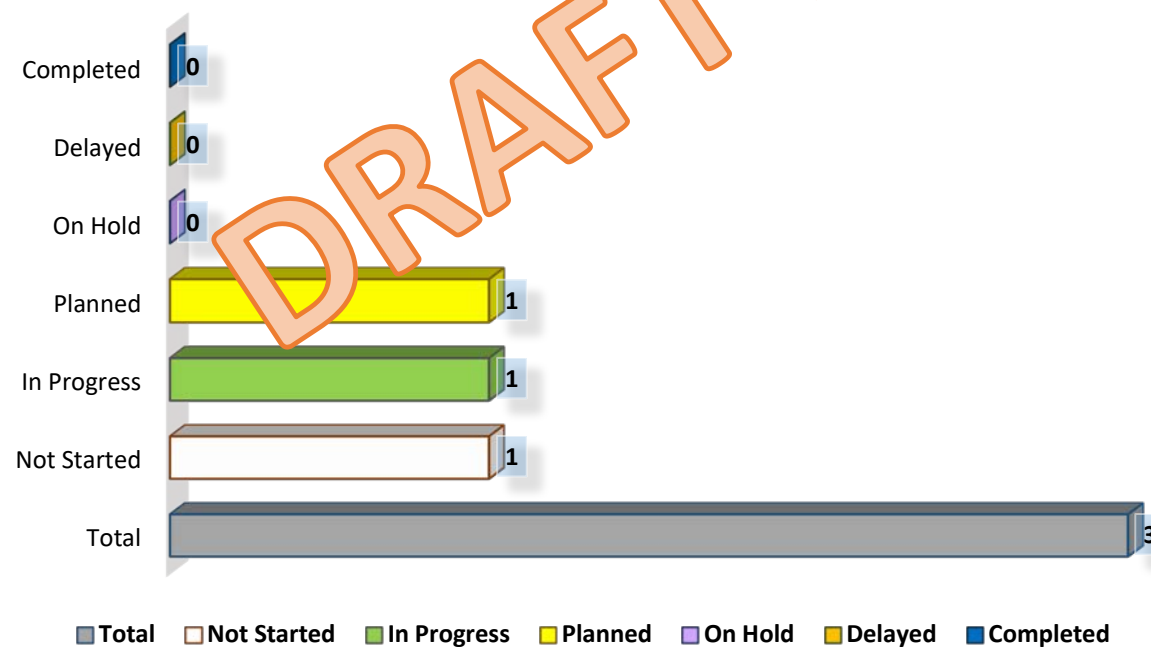 DRAFT
Completed 0
Delayed 0
On Hold 0
Planned 1
In Progress 1
Not Started 1
Total 3
Total Not Started In Progress Planned On Hold Delayed Completed